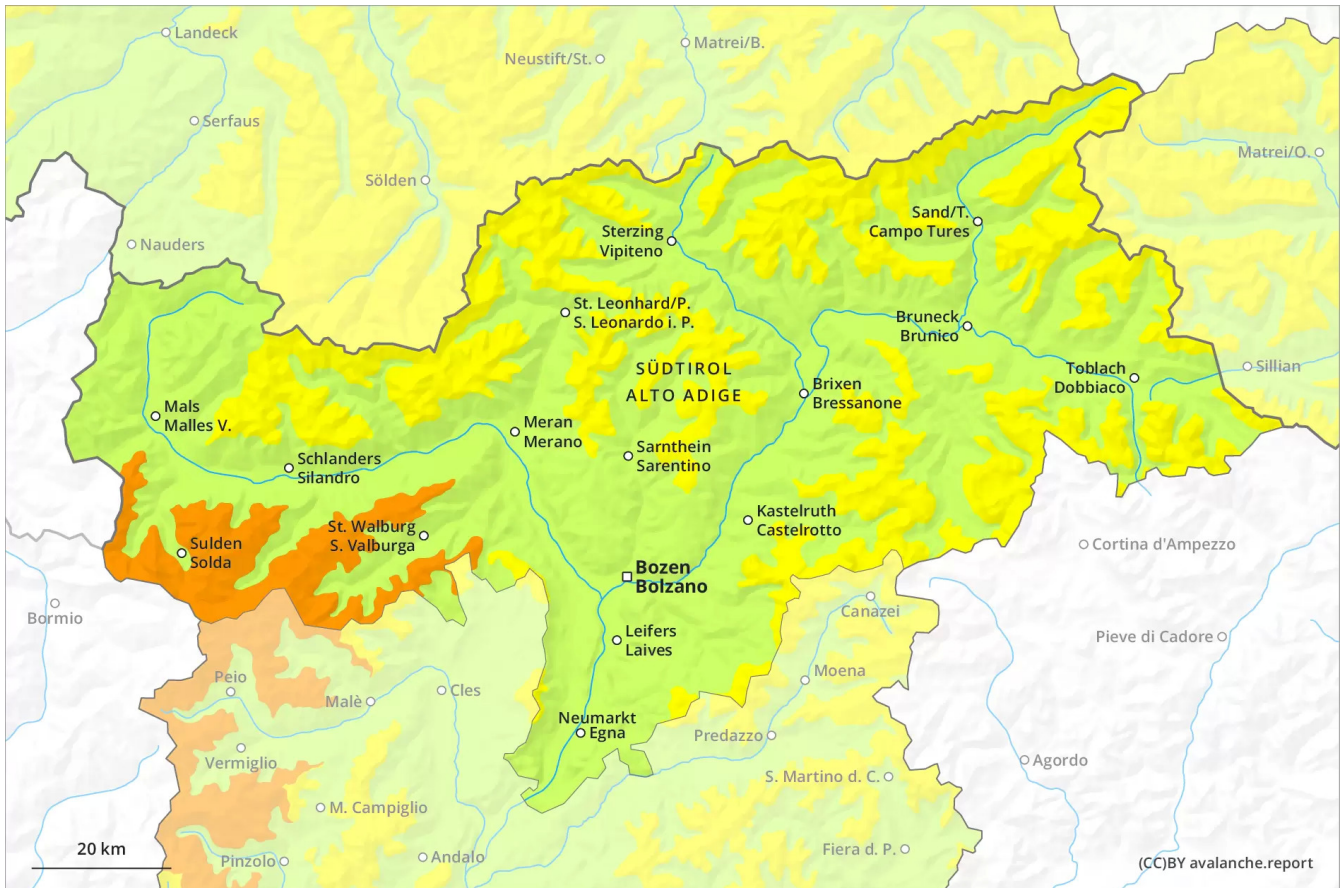 Landeck
Matrei/B.
Neustift/St.
Serfaus
Matrei/O.
Sölden
Sand/T.
Campo Tures
Sterzing
Vipiteno
Nauders
St. Leonhard/P.
S. Leonardo i. P.
Bruneck
Brunico
SÜDTIROL
ALTO ADIGE
Toblach
Dobbiaco
Sillian
Brixen
Bressanone
Mals
Malles V.
Meran
Merano
Sarnthein
Sarentino
Schlanders
Silandro
Kastelruth
Castelrotto
St. Walburg
S. Valburga
Sulden
Solda
Cortina d'Ampezzo
Bozen
Bolzano
Bormio
Canazei
Leifers
Laives
Pieve di Cadore
Moena
Peio
Malè
Cles
Neumarkt
Egna
Predazzo
Vermiglio
Agordo
S. Martino d. C.
M. Campiglio
20 km
Pinzolo
Andalo
Fiera d. P.
(CC)BY avalanche.report